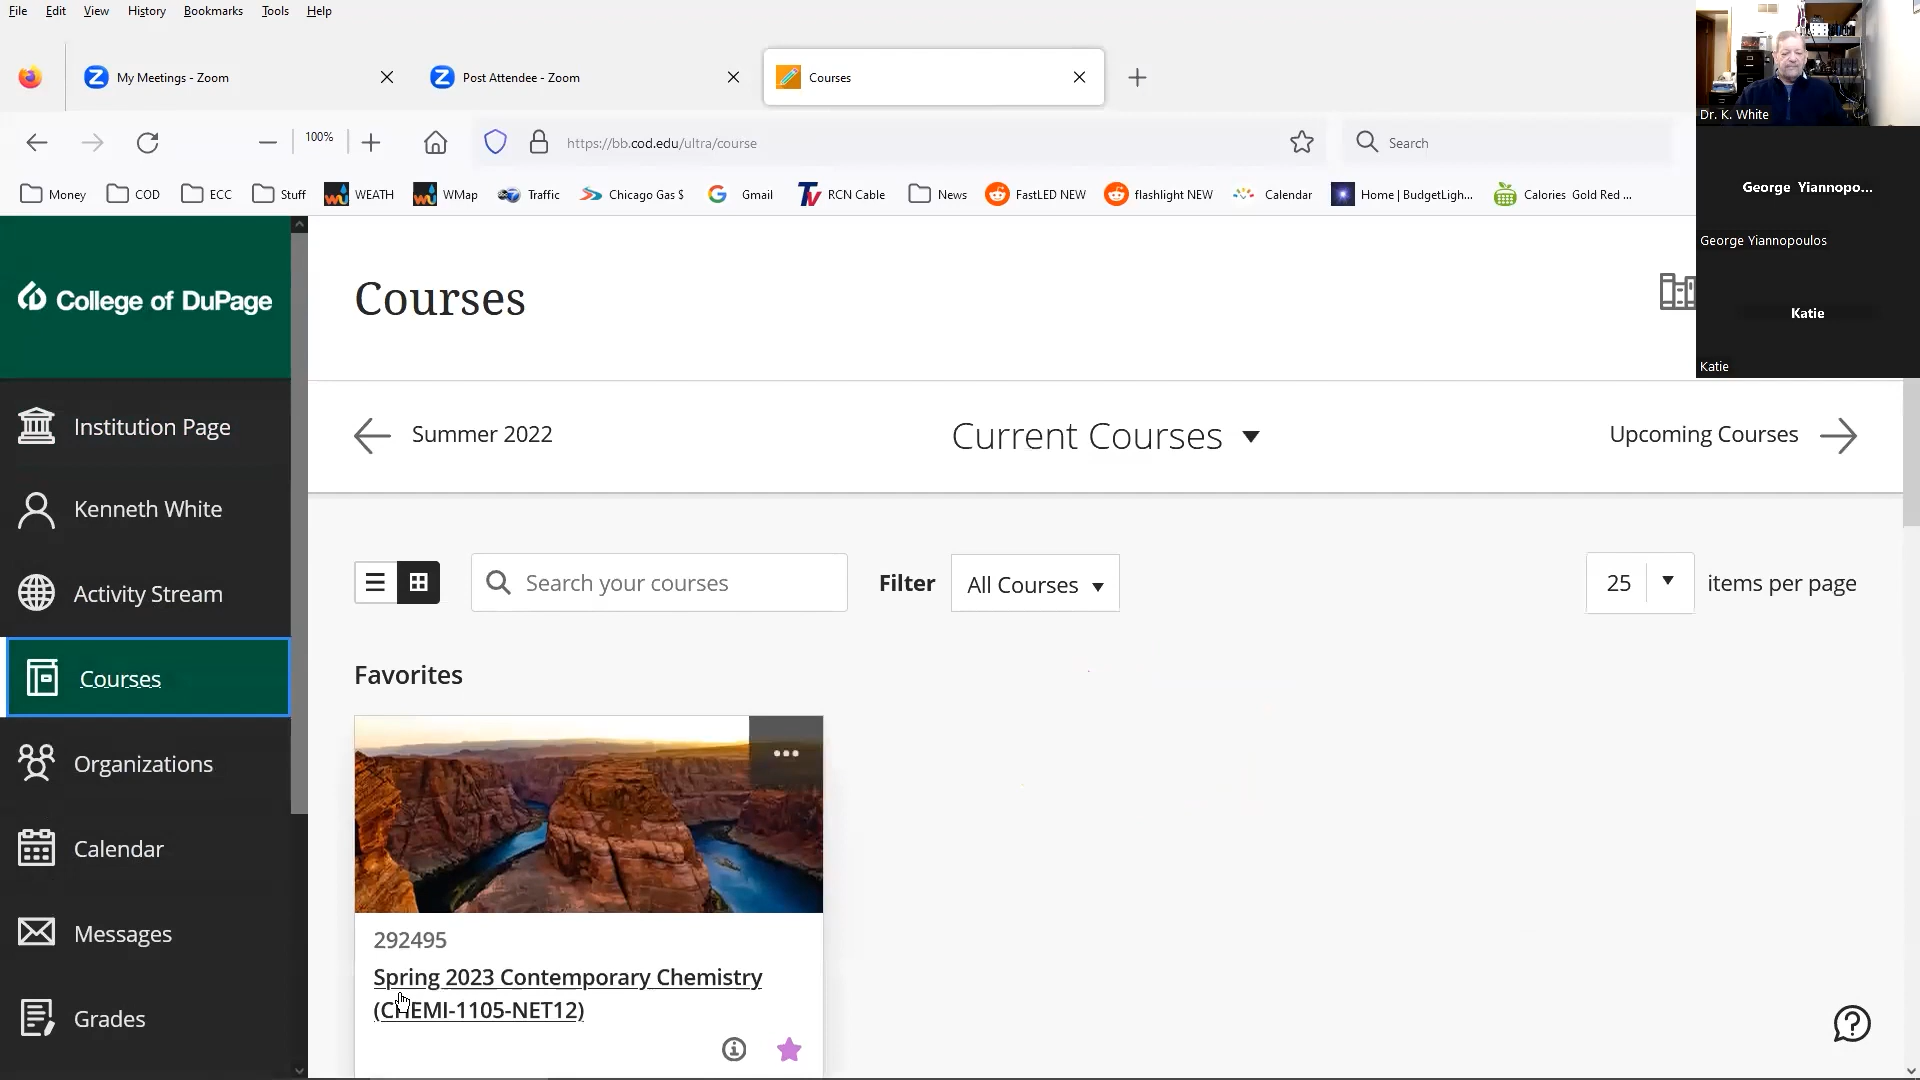 File Edit View History Bookmarks Tools Help
My Meetings - Zoom
Post Attendee - Zoom
Courses
100%
https://bb.cod.edu/ultra/course
Search
Money
COD
ECC
Stuff
WEATH
WMap
Traffic
Chicago Gas $
Gmail
RCN Cable
News
FastLED NEW
flashlight NEW
Calendar
Home | BudgetLigh...
Calories Gold Red ...
Dr. K. White
George Yiannopo...
George Yiannopoulos
Katie
Katie
College of DuPage
Institution Page
Kenneth White
Activity Stream
Courses
Organizations
Calendar
Messages
Grades
Courses
Summer 2022
Current Courses
Upcoming Courses
Search your courses
Filter
All Courses
25
items per page
Favorites
292495
Spring 2023 Contemporary Chemistry
(CHEMI-1105-NET12)